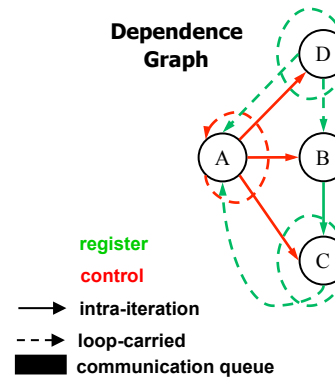 Dependence
Graph
D
A
B
C
register
control
intra-iteration
loop-carried
communication queue